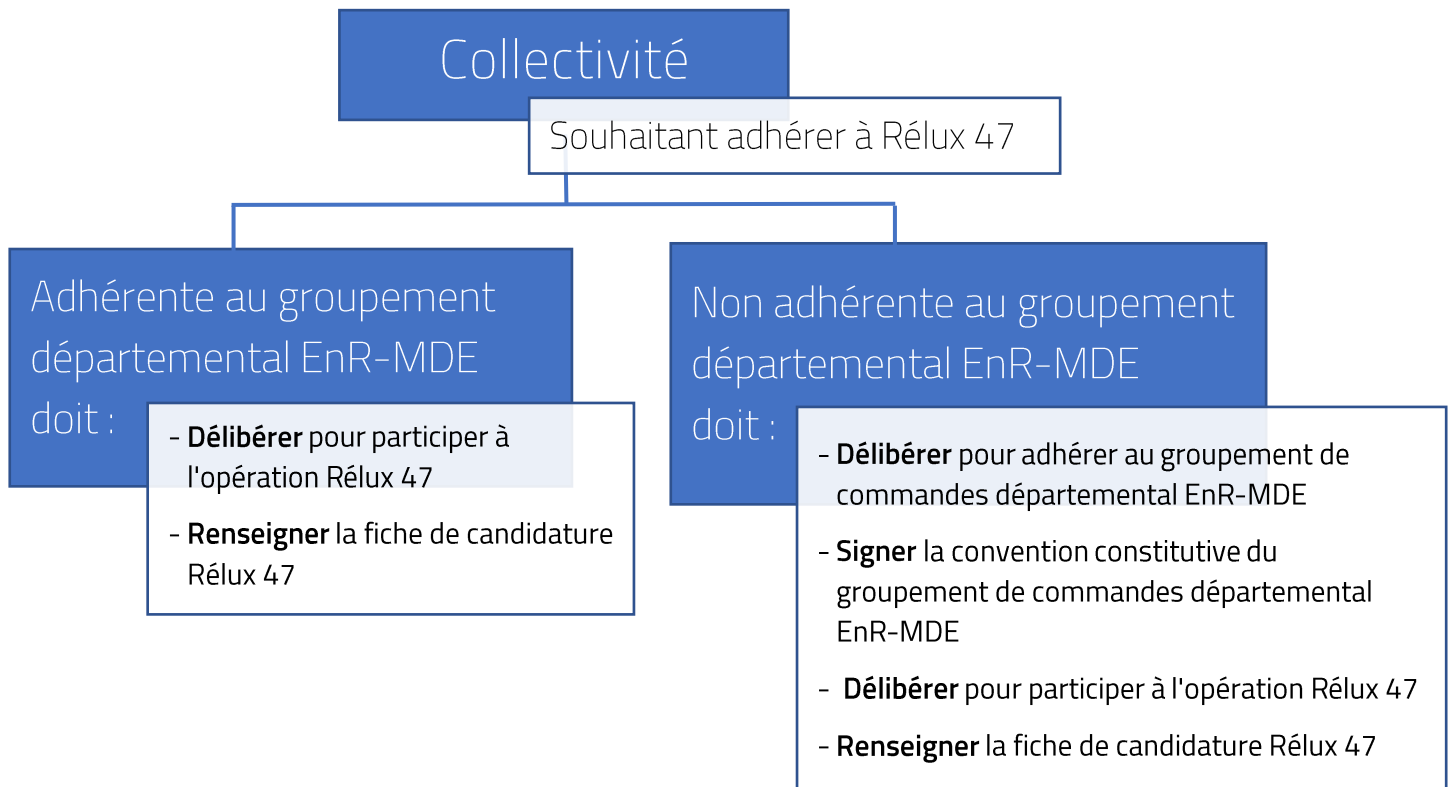 Collectivité
Souhaitant adhérer à Rélux 47
Adhérente au groupement
départemental EnR-MDE
doit :
- Délibérer pour participer à
l'opération Rélux 47
- Renseigner la fiche de candidature
Rélux 47
Non adhérente au groupement
départemental EnR-MDE
doit :
- Délibérer pour adhérer au groupement de
commandes départemental EnR-MDE
- Signer la convention constitutive du
groupement de commandes départemental
EnR-MDE
- Délibérer pour participer à l'opération Rélux 47
- Renseigner la fiche de candidature Rélux 47